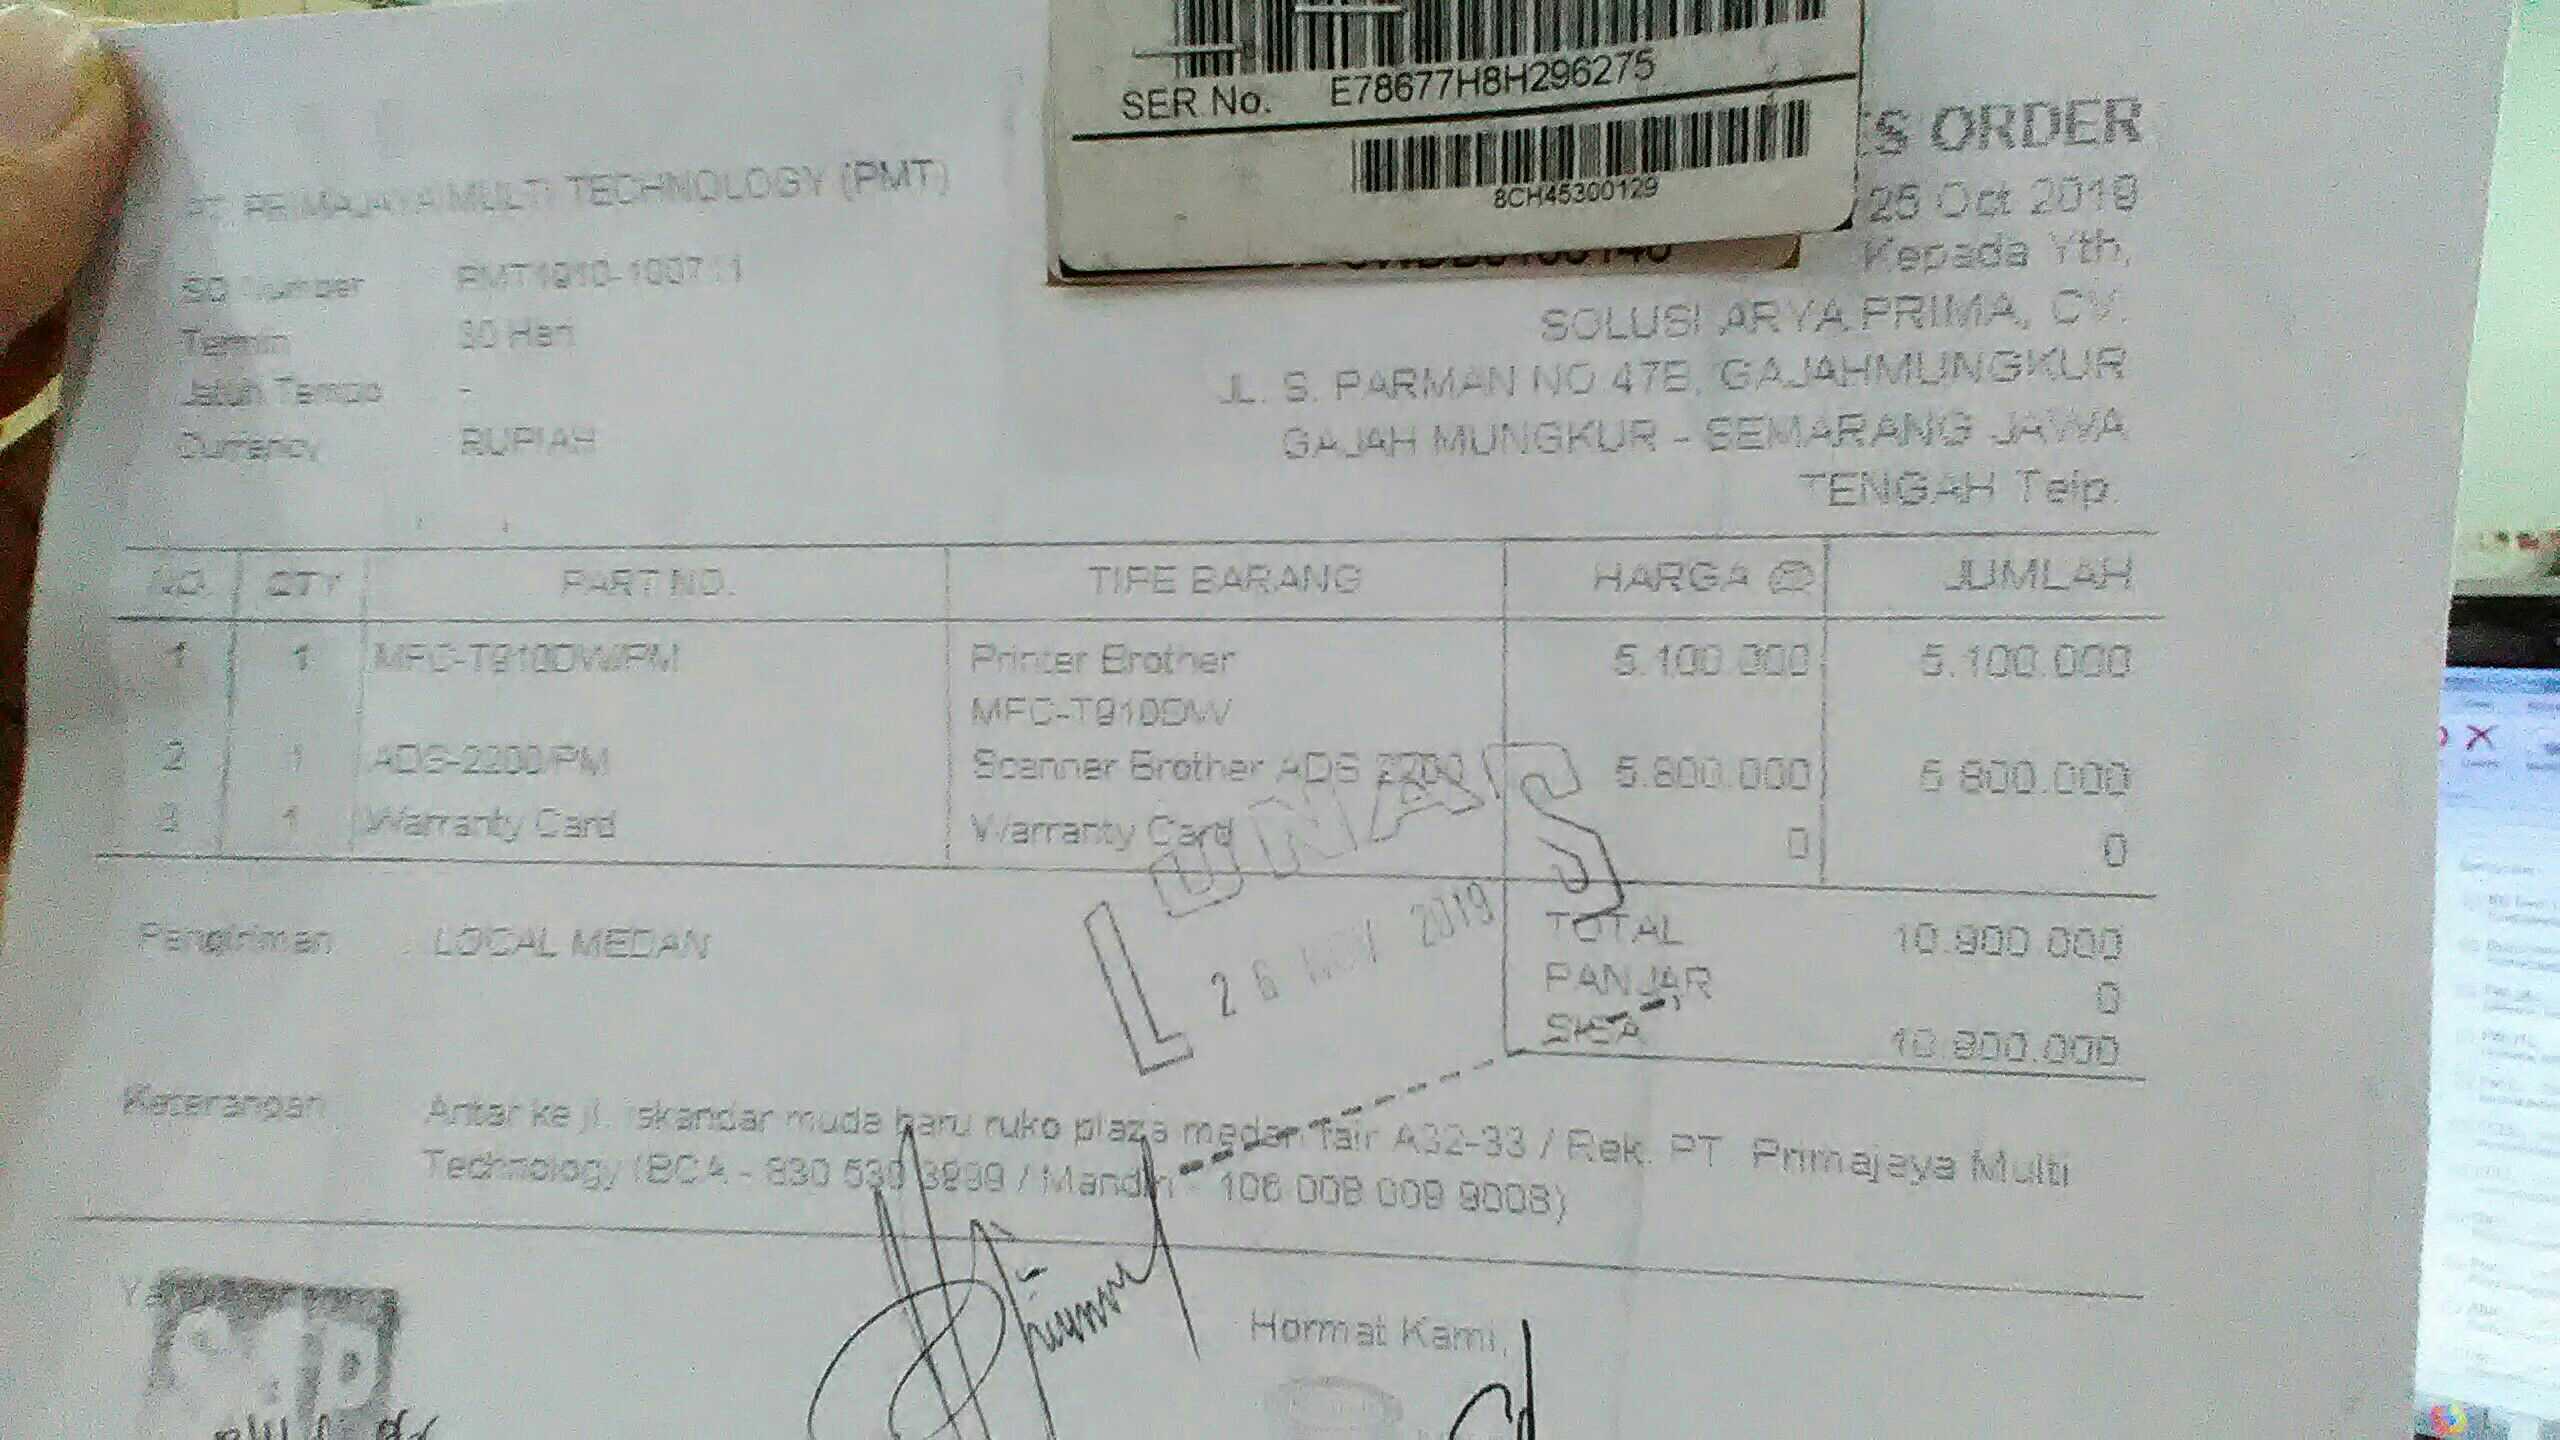 SER No. E78677H8H296275
8CH45300129
ORDER
25 Oct 2019
PT. PRIMAJAYA MULTI TECHNOLOGY (PMT)
Kepada Yth,
SO Number PMT1910-100711
SOLUSI ARYA PRIMA, CV.
Termin 30 Hari
JL. S. PARMAN NO 47B, GAJAHMUNGKUR
Jatuh Tempo -
GAJAH MUNGKUR - SEMARANG JAWA
Currency RUPIAH
TENGAH Telp.
NO. QTY PART NO. TIPE BARANG HARGA @ JUMLAH
1 1 MFC-T910DW/PM Printer Brother 5.100.000 5.100.000
MFC-T910DW
2 1 ADS-2200/PM Scanner Brother ADS 2200 5.800.000 5.800.000
3 1 Warranty Card Warranty Card 0 0
LUNAS
26 NOV 2019
TOTAL 10.900.000
Pengiriman LOCAL MEDAN
PANJAR 0
SISA 10.900.000
Keterangan Antar ke jl. iskandar muda baru ruko plaza medan fair A32-33 / Rek. PT Primajaya Multi
Technology (BCA - 830 530 3899 / Mandiri - 106 008 009 9008)
Hormat Kami,